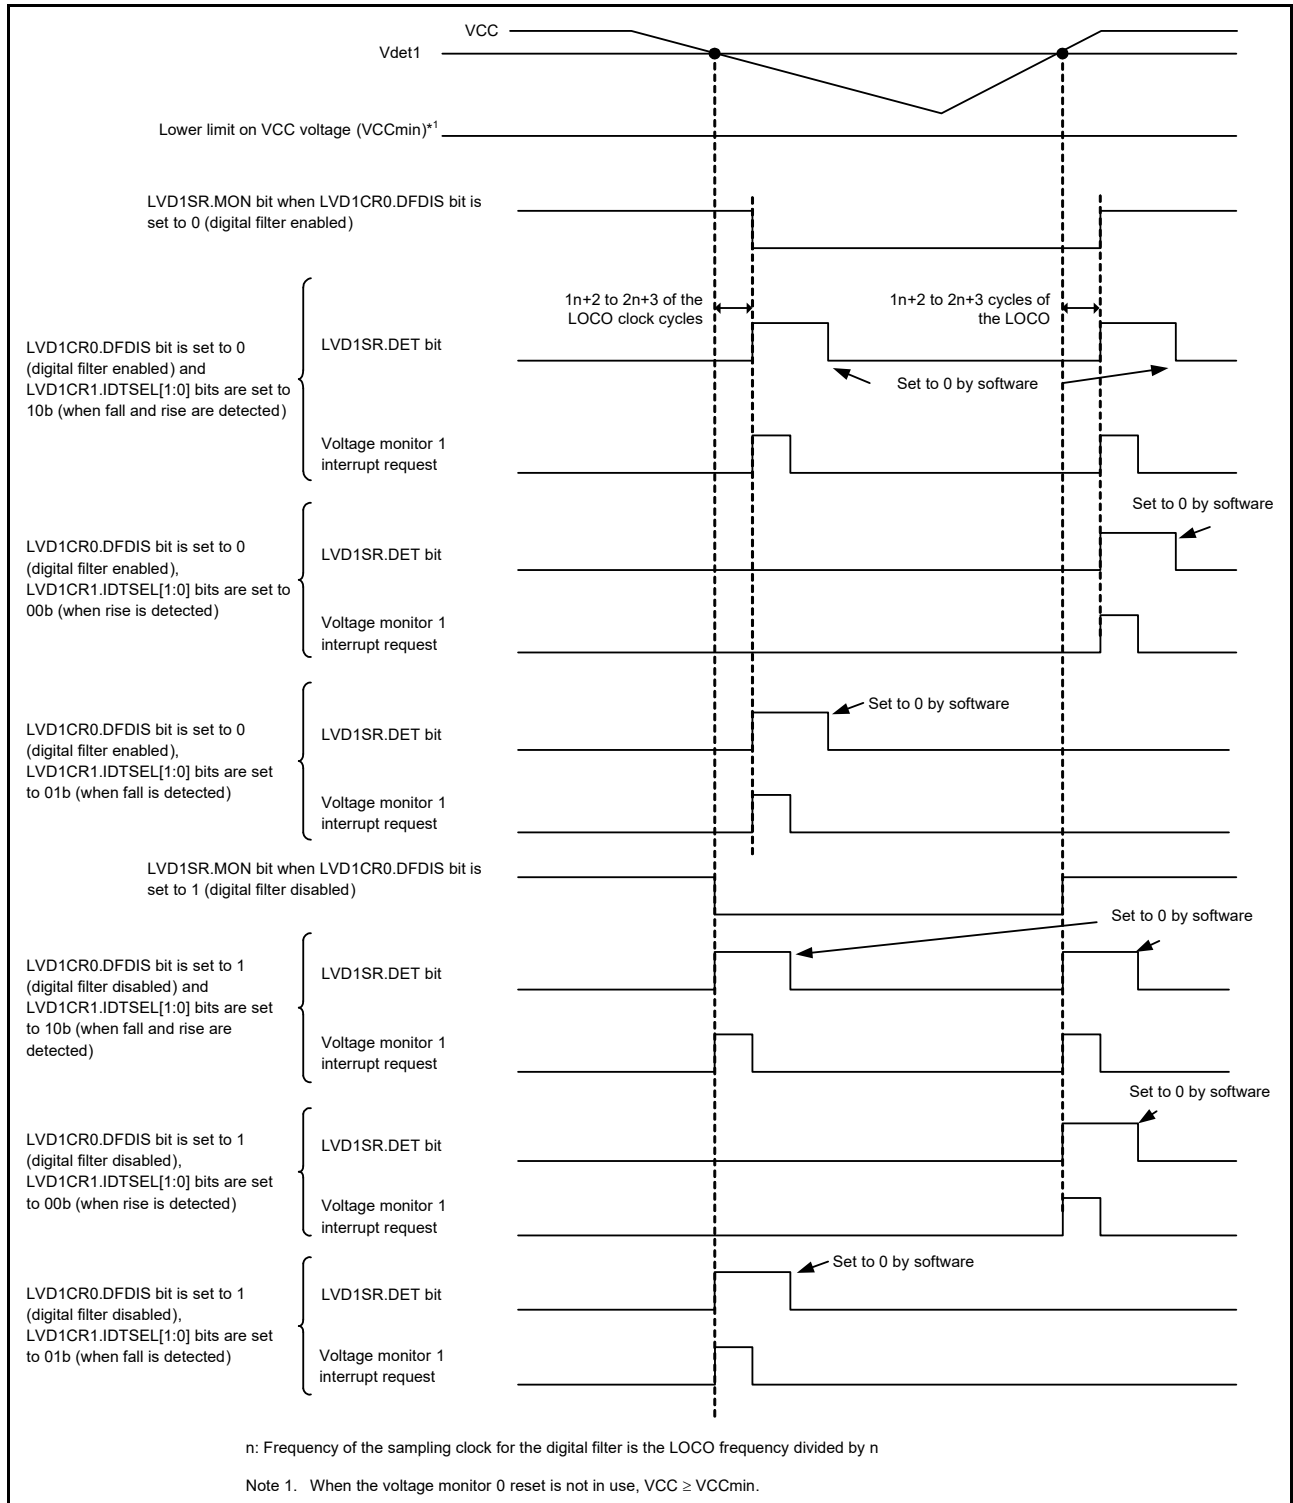 VCC
Vdet1
Lower limit on VCC voltage (VCCmin)*1
LVD1SR.MON bit when LVD1CR0.DFDIS bit is
set to 0 (digital filter enabled)
1n+2 to 2n+3 of the
LOCO clock cycles
1n+2 to 2n+3 cycles of
the LOCO
LVD1CR0.DFDIS bit is set to 0
(digital filter enabled) and
LVD1CR1.IDTSEL[1:0] bits are set to
10b (when fall and rise are detected)
LVD1SR.DET bit
Set to 0 by software
Voltage monitor 1
interrupt request
Set to 0 by software
LVD1CR0.DFDIS bit is set to 0
(digital filter enabled),
LVD1CR1.IDTSEL[1:0] bits are set to
00b (when rise is detected)
LVD1SR.DET bit
Voltage monitor 1
interrupt request
Set to 0 by software
LVD1CR0.DFDIS bit is set to 0
(digital filter enabled),
LVD1CR1.IDTSEL[1:0] bits are set
to 01b (when fall is detected)
LVD1SR.DET bit
Voltage monitor 1
interrupt request
LVD1SR.MON bit when LVD1CR0.DFDIS bit is
set to 1 (digital filter disabled)
Set to 0 by software
LVD1CR0.DFDIS bit is set to 1
(digital filter disabled) and
LVD1CR1.IDTSEL[1:0] bits are set
to 10b (when fall and rise are
detected)
LVD1SR.DET bit
Voltage monitor 1
interrupt request
Set to 0 by software
LVD1CR0.DFDIS bit is set to 1
(digital filter disabled),
LVD1CR1.IDTSEL[1:0] bits are set
to 00b (when rise is detected)
LVD1SR.DET bit
Voltage monitor 1
interrupt request
Set to 0 by software
LVD1CR0.DFDIS bit is set to 1
(digital filter disabled),
LVD1CR1.IDTSEL[1:0] bits are set
to 01b (when fall is detected)
LVD1SR.DET bit
Voltage monitor 1
interrupt request
n: Frequency of the sampling clock for the digital filter is the LOCO frequency divided by n
Note 1. When the voltage monitor 0 reset is not in use, VCC ≥ VCCmin.